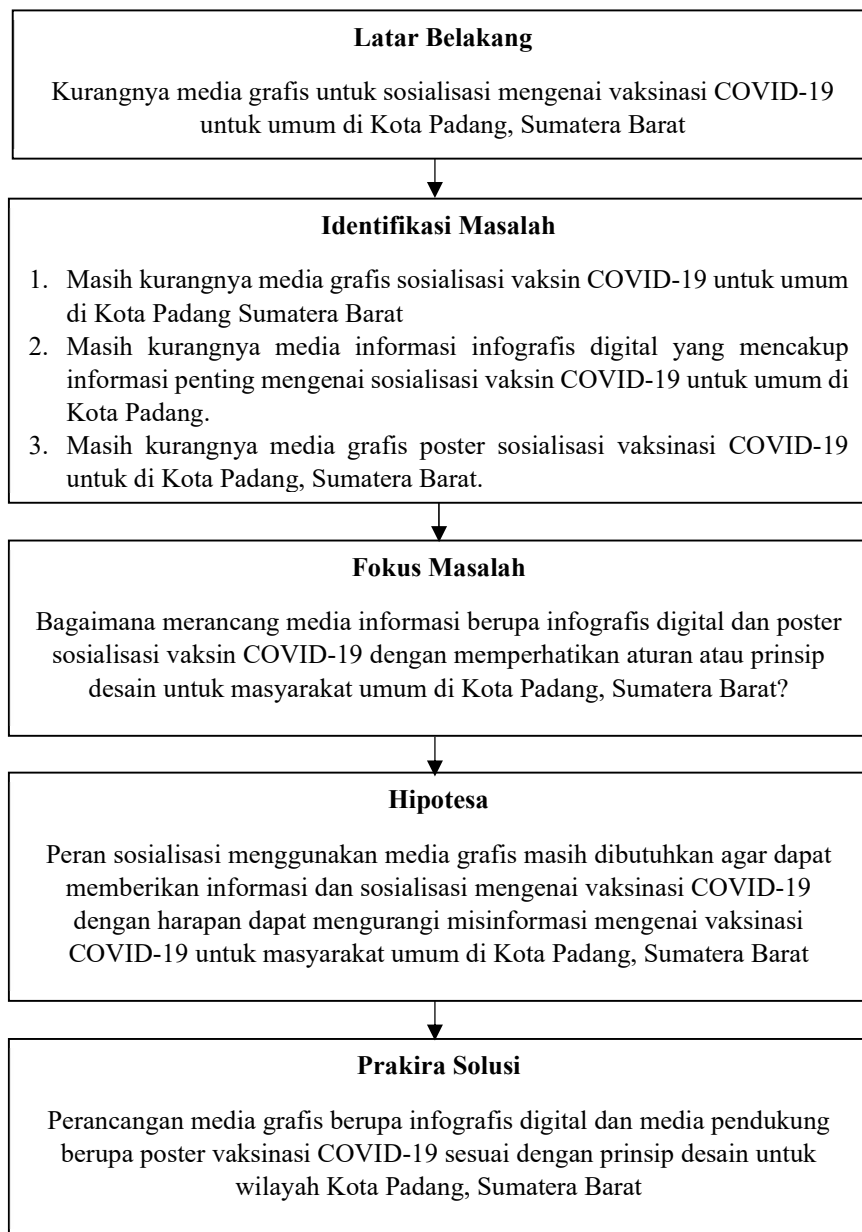 Latar Belakang
Kurangnya media grafis untuk sosialisasi mengenai vaksinasi COVID-19
untuk umum di Kota Padang, Sumatera Barat
Identifikasi Masalah
1. Masih kurangnya media grafis sosialisasi vaksin COVID-19 untuk umum
di Kota Padang Sumatera Barat
2. Masih kurangnya media informasi infografis digital yang mencakup
informasi penting mengenai sosialisasi vaksin COVID-19 untuk umum di
Kota Padang.
3. Masih kurangnya media grafis poster sosialisasi vaksinasi COVID-19
untuk di Kota Padang, Sumatera Barat.
Fokus Masalah
Bagaimana merancang media informasi berupa infografis digital dan poster
sosialisasi vaksin COVID-19 dengan memperhatikan aturan atau prinsip
desain untuk masyarakat umum di Kota Padang, Sumatera Barat?
Hipotesa
Peran sosialisasi menggunakan media grafis masih dibutuhkan agar dapat
memberikan informasi dan sosialisasi mengenai vaksinasi COVID-19
dengan harapan dapat mengurangi misinformasi mengenai vaksinasi
COVID-19 untuk masyarakat umum di Kota Padang, Sumatera Barat
Prakira Solusi
Perancangan media grafis berupa infografis digital dan media pendukung
berupa poster vaksinasi COVID-19 sesuai dengan prinsip desain untuk
wilayah Kota Padang, Sumatera Barat